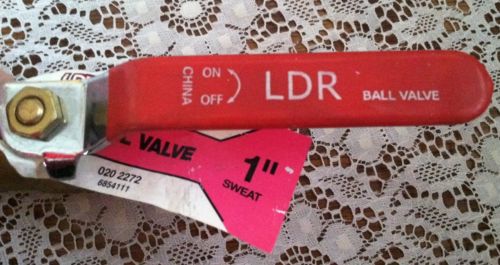 CHINA
ON
OFF
LDR
BALL VALVE
VALVE
1"
SWEAT
020 2272
6854111